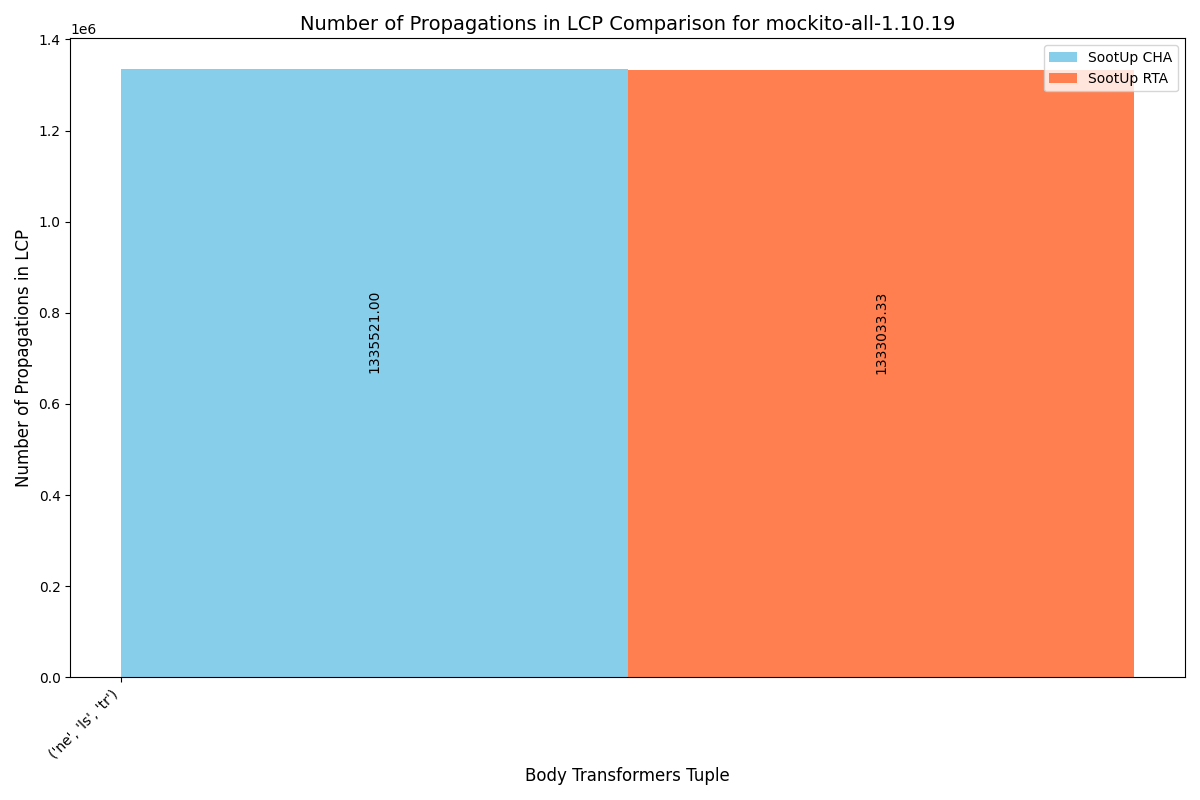 Number of Propagations in LCP Comparison for mockito-all-1.10.19
1e6
1.4
1.2
1.0
0.8
0.6
0.4
0.2
0.0
Number of Propagations in LCP
SootUp CHA
SootUp RTA
1335521.00
1333033.33
('ne', 'ls', 'tr')
Body Transformers Tuple